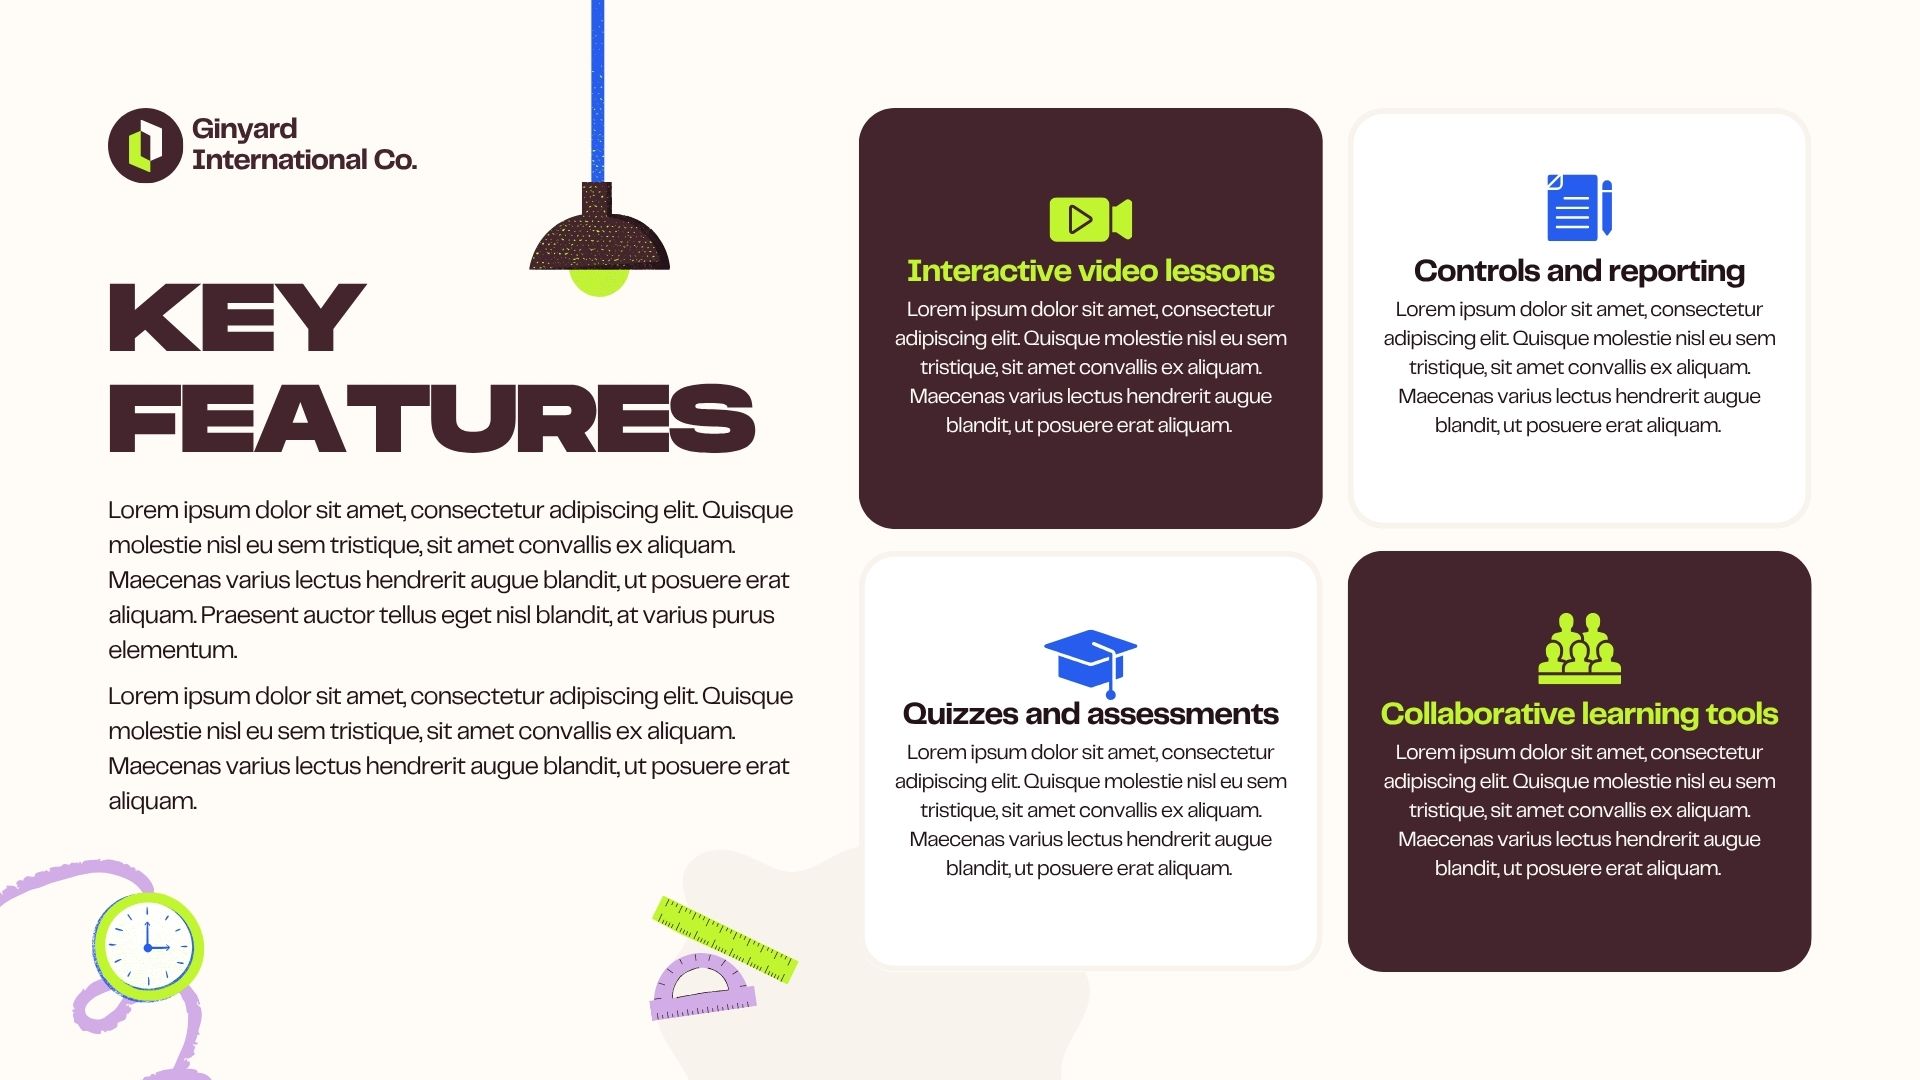 Ginyard
International Co.
KEY
FEATURES
Lorem ipsum dolor sit amet, consectetur adipiscing elit. Quisque
molestie nisl eu sem tristique, sit amet convallis ex aliquam.
Maecenas varius lectus hendrerit augue blandit, ut posuere erat
aliquam. Praesent auctor tellus eget nisl blandit, at varius purus
elementum.
Lorem ipsum dolor sit amet, consectetur adipiscing elit. Quisque
molestie nisl eu sem tristique, sit amet convallis ex aliquam.
Maecenas varius lectus hendrerit augue blandit, ut posuere erat
aliquam.
Interactive video lessons
Lorem ipsum dolor sit amet, consectetur
adipiscing elit. Quisque molestie nisl eu sem
tristique, sit amet convallis ex aliquam.
Maecenas varius lectus hendrerit augue
blandit, ut posuere erat aliquam.
Controls and reporting
Lorem ipsum dolor sit amet, consectetur
adipiscing elit. Quisque molestie nisl eu sem
tristique, sit amet convallis ex aliquam.
Maecenas varius lectus hendrerit augue
blandit, ut posuere erat aliquam.
Quizzes and assessments
Lorem ipsum dolor sit amet, consectetur
adipiscing elit. Quisque molestie nisl eu sem
tristique, sit amet convallis ex aliquam.
Maecenas varius lectus hendrerit augue
blandit, ut posuere erat aliquam.
Collaborative learning tools
Lorem ipsum dolor sit amet, consectetur
adipiscing elit. Quisque molestie nisl eu sem
tristique, sit amet convallis ex aliquam.
Maecenas varius lectus hendrerit augue
blandit, ut posuere erat aliquam.